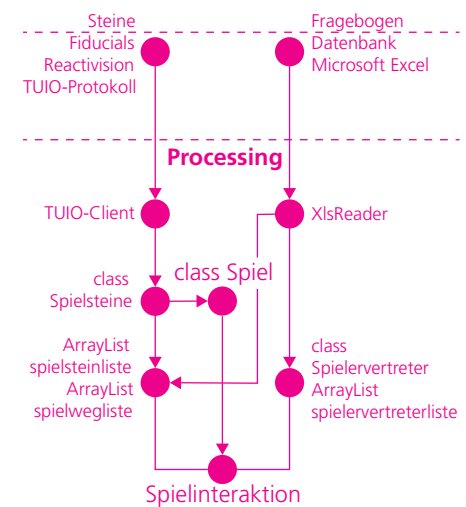 Steine
Fiducials
Reactivision
TUIO-Protokoll
Fragebogen
Datenbank
Microsoft Excel
Processing
TUIO-Client
XlsReader
class
Spielsteine
class Spiel
ArrayList
spielsteinliste
ArrayList
spielwegliste
class
Spielervertreter
ArrayList
spielervertreterliste
Spielinteraktion